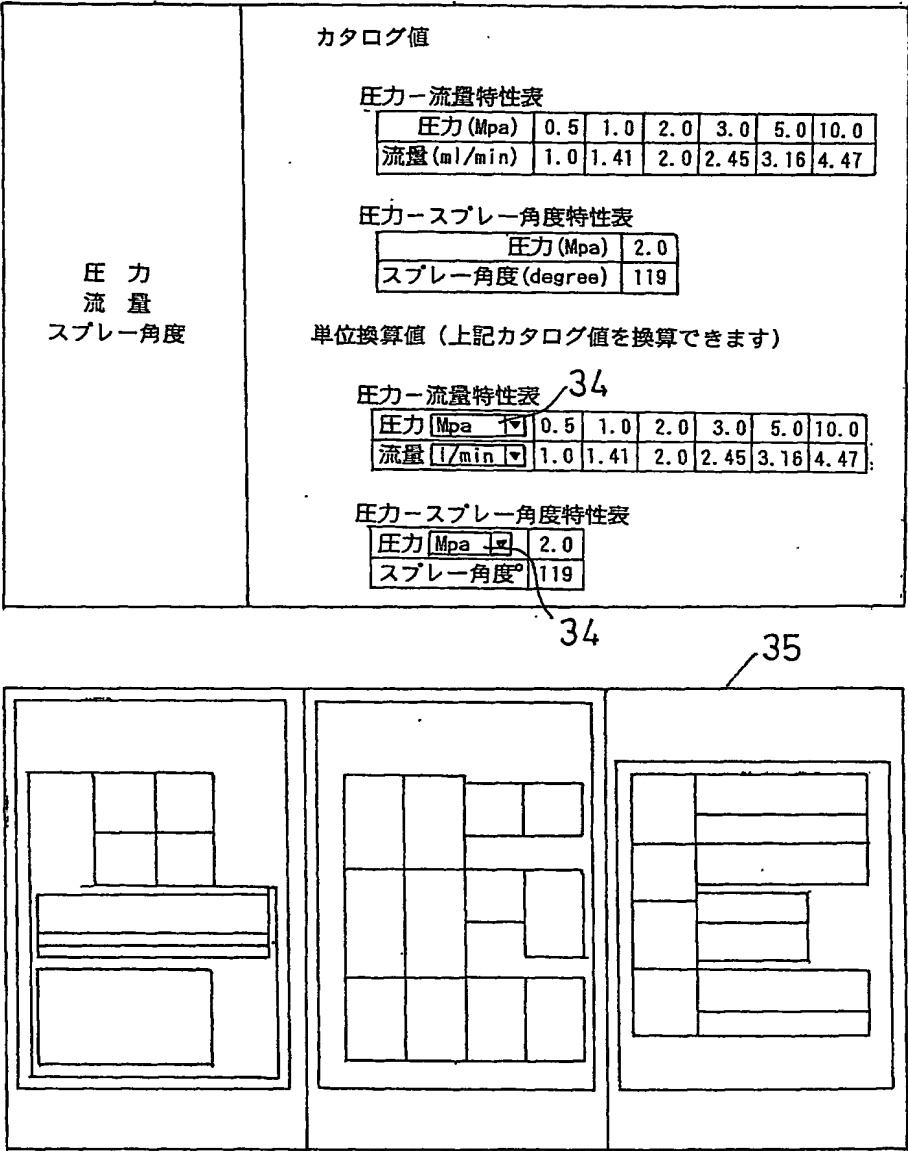 カタログ値
圧力－流量特性表
圧力(Mpa) 0.5 1.0 2.0 3.0 5.0 10.0
流量(ml/min) 1.0 1.41 2.0 2.45 3.16 4.47
圧力－スプレー角度特性表
圧力(Mpa) 2.0
スプレー角度(degree) 119
圧 力
流 量
スプレー角度
単位換算値（上記カタログ値を換算できます）
圧力－流量特性表
34
圧力 Mpa ▼ 0.5 1.0 2.0 3.0 5.0 10.0
流量 l/min ▼ 1.0 1.41 2.0 2.45 3.16 4.47
圧力－スプレー角度特性表
圧力 Mpa ▼ 2.0
スプレー角度° 119
34
35